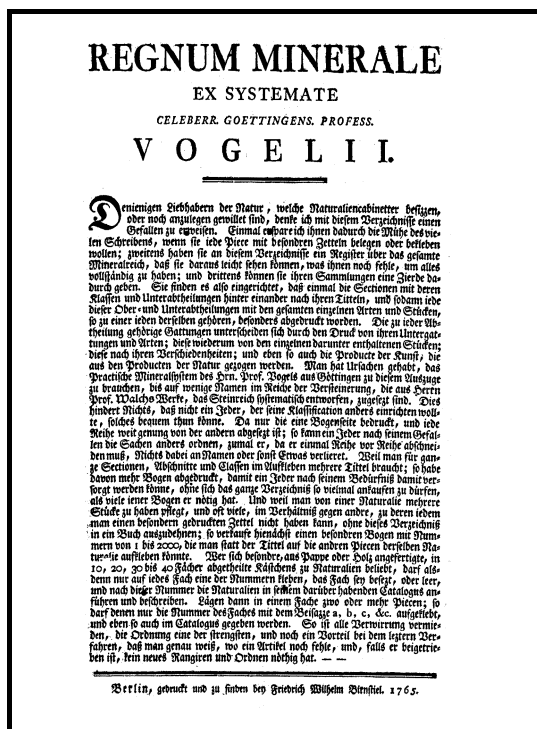 REGNUM MINERALE
EX SYSTEMATE
CELEBERR. GOETTINGENS. PROFESS.
VOGELII.
Denienigen Liebhabern der Natur, welche Naturaliencabinetter besitzen,
oder noch anzulegen gewillet sind, denke ich mit diesem Verzeichnisse einen
Gefallen zu erweisen. Einmal erspare ich ihnen dadurch die Mühe des vie-
len Schreibens, wenn sie iede Piece mit besondren Zetteln belegen oder bekleben
wollen; zweitens haben sie an diesem Verzeichnisse ein Register über das gesamte
Mineralreich, daß sie daraus leicht sehen können, was ihnen noch fehle, um alles
vollständig zu haben; und drittens können sie ihren Sammlungen eine Zierde da-
durch geben. Sie finden es also eingerichtet, daß einmal die Sectionen mit deren
Klassen und Unterabtheilungen hinter einander nach ihren Titteln, und sodann iede
dieser Ober- und Unterabtheilungen mit den gesamten einzelnen Arten und Stücken,
so zu einer ieden derselben gehören, besonders abgedruckt worden. Die zu ieder Ab-
theilung gehörige Gattungen unterscheiden sich durch den Druck von ihren Untergat-
tungen und Arten; diese wiederum von den einzelnen darunter enthaltenen Stücken;
diese nach ihren Verschiedenheiten; und eben so auch die Producte der Kunst, die
aus den Producten der Natur gezogen werden. Man hat Ursachen gehabt, das
Practische Mineralsystem des Hrn. Prof. Vogels aus Göttingen zu diesem Auszuge
zu brauchen, bis auf wenige Namen im Reiche der Versteinerung, die aus Herrn
Prof. Walchs Werke, das Steinreich systematisch entworfen, zugesetzt sind. Dies
hindert Nichts, daß nicht ein Jeder, der seine Klassification anders einrichten woll-
te, solches bequem thun könne. Da nur die eine Bogenseite bedruckt, und iede
Reihe weit genung von der andern abgesetzt ist; so kann ein Jeder nach seinem Gefal-
len die Sachen anders ordnen, zumal er, da er einmal Reihe vor Reihe abschnei-
den muß, Nichts dabei an Namen oder sonst Etwas verlieret. Weil man für gan-
ze Sectionen, Abschnitte und Classen im Aufkleben mehrere Tittel braucht; so habe
davon mehr Bogen abgedruckt, damit ein Jeder nach seinem Bedürfniß damit ver-
sorgt werden könne, ohne sich das ganze Verzeichniß so vielmal ankaufen zu dürfen,
als viele iener Bogen er nötig hat. Und weil man von einer Naturalie mehrere
Stücke zu haben pflegt, und oft viele, im Verhältniß gegen andre, zu deren iedem
man einen besondern gedruckten Zettel nicht haben kann, ohne dieses Verzeichniß
in ein Buch auszudehnen; so verkaufe hienächst einen besondren Bogen mit Num-
mern von 1 bis 2000, die man statt der Tittel auf die andren Piecen derselben Na-
turalie aufkleben könnte. Wer sich besondre, aus Pappe oder Holz angefertigte, in
10, 20, 30 bis 40 Fächer abgetheilte Kästchens zu Naturalien beliebt, darf als-
denn nur auf iedes Fach eine der Nummern kleben, das Fach sey besezt, oder leer,
und nach dieser Nummer die Naturalien in seinem darüber habenden Catalogus an-
führen und beschreiben. Lägen dann in einem Fache zwo oder mehr Piecen; so
darf denen nur die Nummer des Faches mit dem Beisazze a, b, c, &c. aufgeklebt,
und eben so auch im Catalogus gegeben werden. So ist alle Verwirrung vermie-
den, die Ordnung eine der strengsten, und noch ein Vorteil bei dem leztern Ver-
fahren, daß man genau weiß, wo ein Artikel noch fehle, und, falls er beigetrie-
ben ist, kein neues Rangiren und Ordnen nöthig hat. — —
Berlin, gedruckt und zu finden bey Friedrich Wilhelm Birnstiel. 1765.